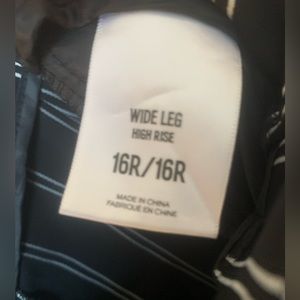 WIDE LEG
HIGH RISE
16R/16R
MADE IN CHINA
FABRIQUÉ EN CHINE